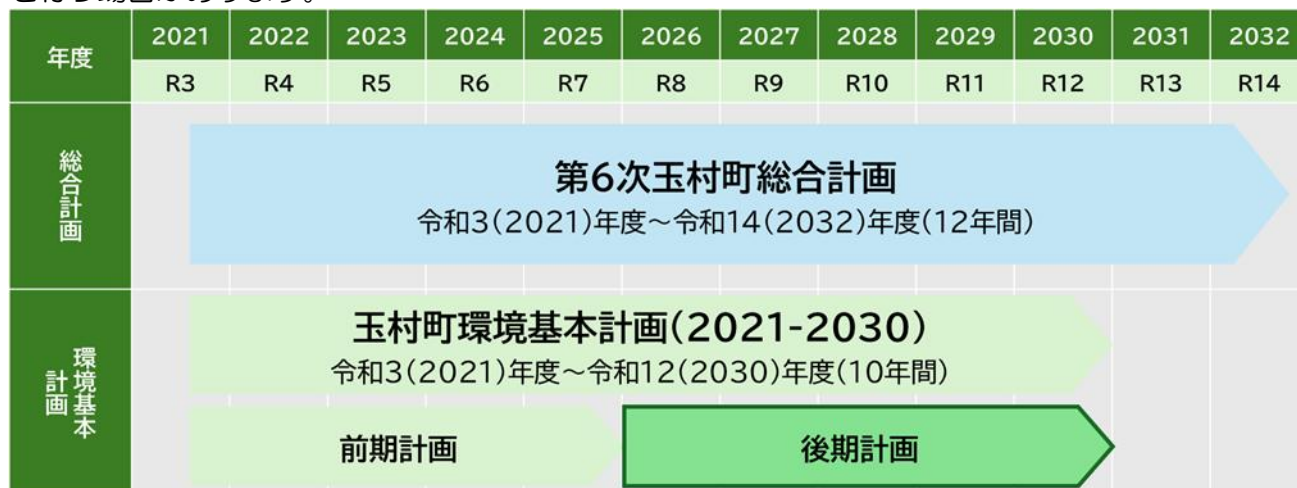 年度
2021 2022 2023 2024 2025 2026 2027 2028 2029 2030 2031 2032
R3 R4 R5 R6 R7 R8 R9 R10 R11 R12 R13 R14
総合計画
第6次玉村町総合計画
令和3(2021)年度～令和14(2032)年度(12年間)
環境基本
計画
玉村町環境基本計画(2021-2030)
令和3(2021)年度～令和12(2030)年度(10年間)
前期計画
後期計画